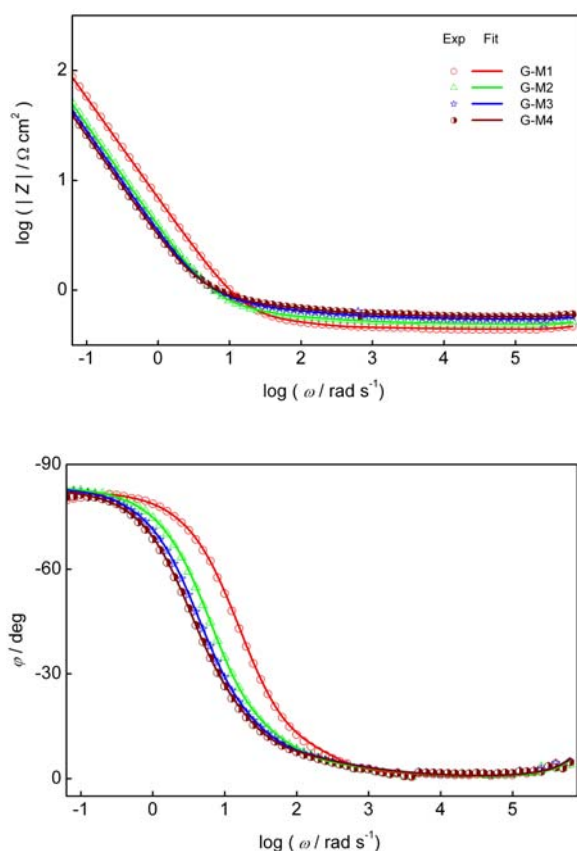 Exp Fit
G-M1
G-M2
G-M3
G-M4
2
1
0
log ( | Z | / Ω cm²)
-1 0 1 2 3 4 5
log ( ω / rad s⁻¹)
-90
-60
-30
0
φ / deg
-1 0 1 2 3 4 5
log ( ω / rad s⁻¹)